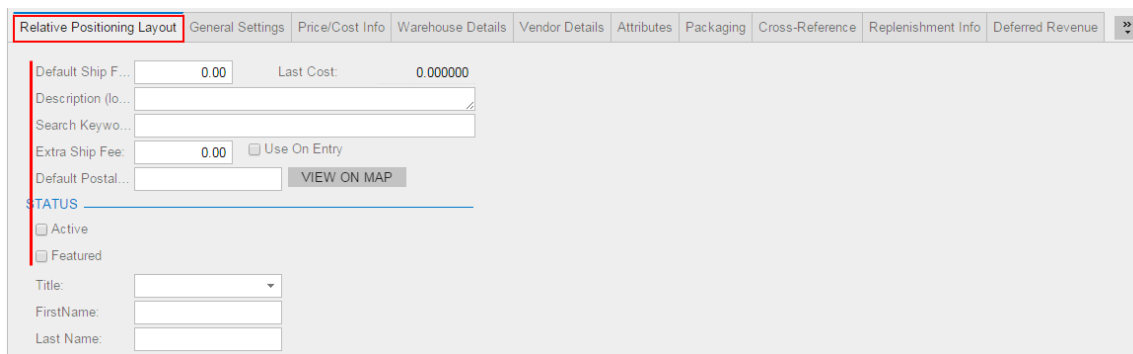 Relative Positioning Layout General Settings Price/Cost Info Warehouse Details Vendor Details Attributes Packaging Cross-Reference Replenishment Info Deferred Revenue
Default Ship F... 0.00 Last Cost: 0.000000
Description (lo...
Search Keywo...
Extra Ship Fee: 0.00 Use On Entry
Default Postal... VIEW ON MAP
STATUS
Active
Featured
Title:
FirstName:
Last Name: